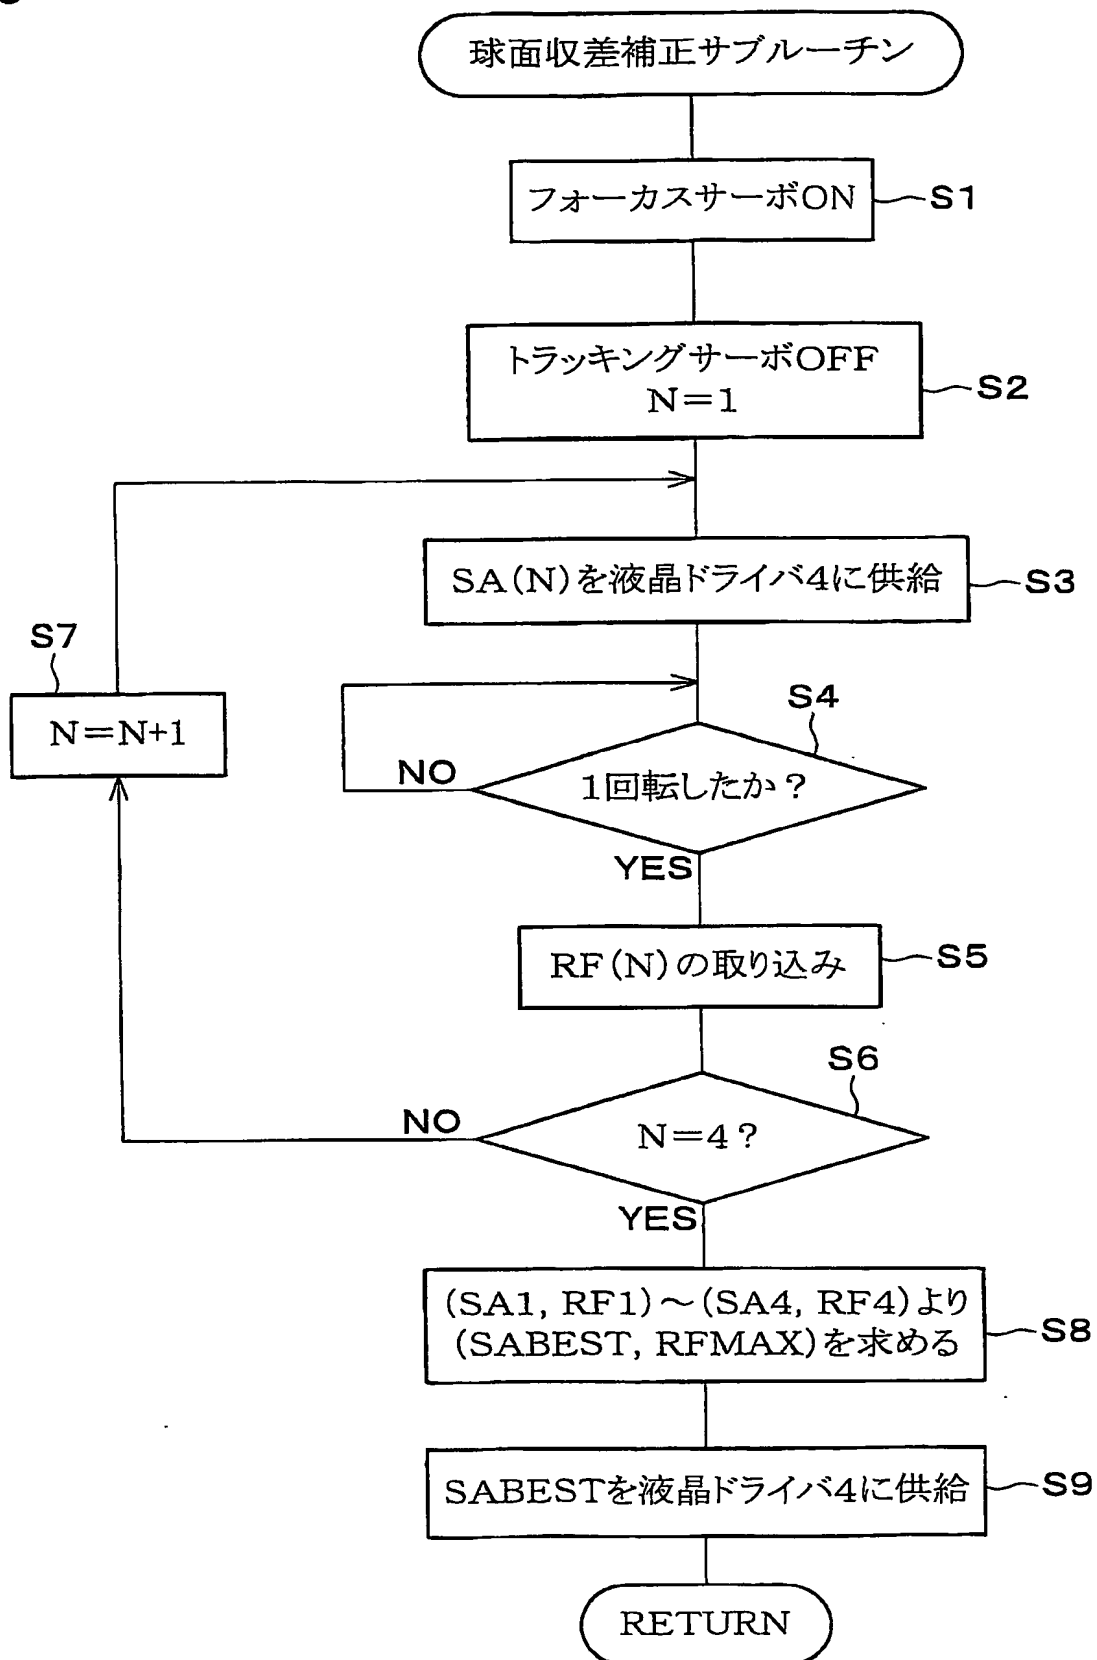 球面収差補正サブルーチン
フォーカスサーボON
S1
トラッキングサーボOFF
N=1
S2
SA(N)を液晶ドライバ4に供給
S3
S7
N=N+1
S4
1回転したか?
NO
YES
RF(N)の取り込み
S5
S6
N=4?
NO
YES
(SA1, RF1)~(SA4, RF4)より
(SABEST, RFMAX)を求める
S8
SABESTを液晶ドライバ4に供給
S9
RETURN